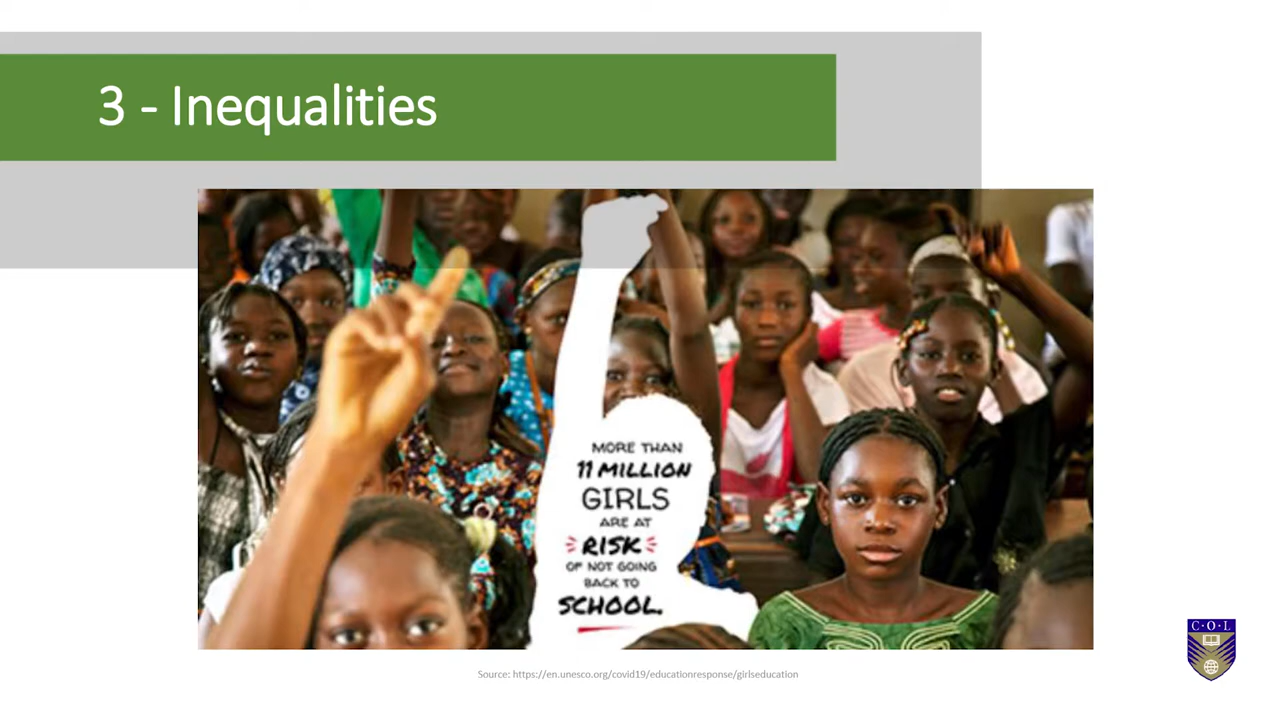 3 - Inequalities
MORE THAN
11 MILLION
GIRLS
ARE AT
RISK
OF NOT GOING
BACK TO
SCHOOL.
Source: https://en.unesco.org/covid19/educationresponse/girlseducation
C·O·L